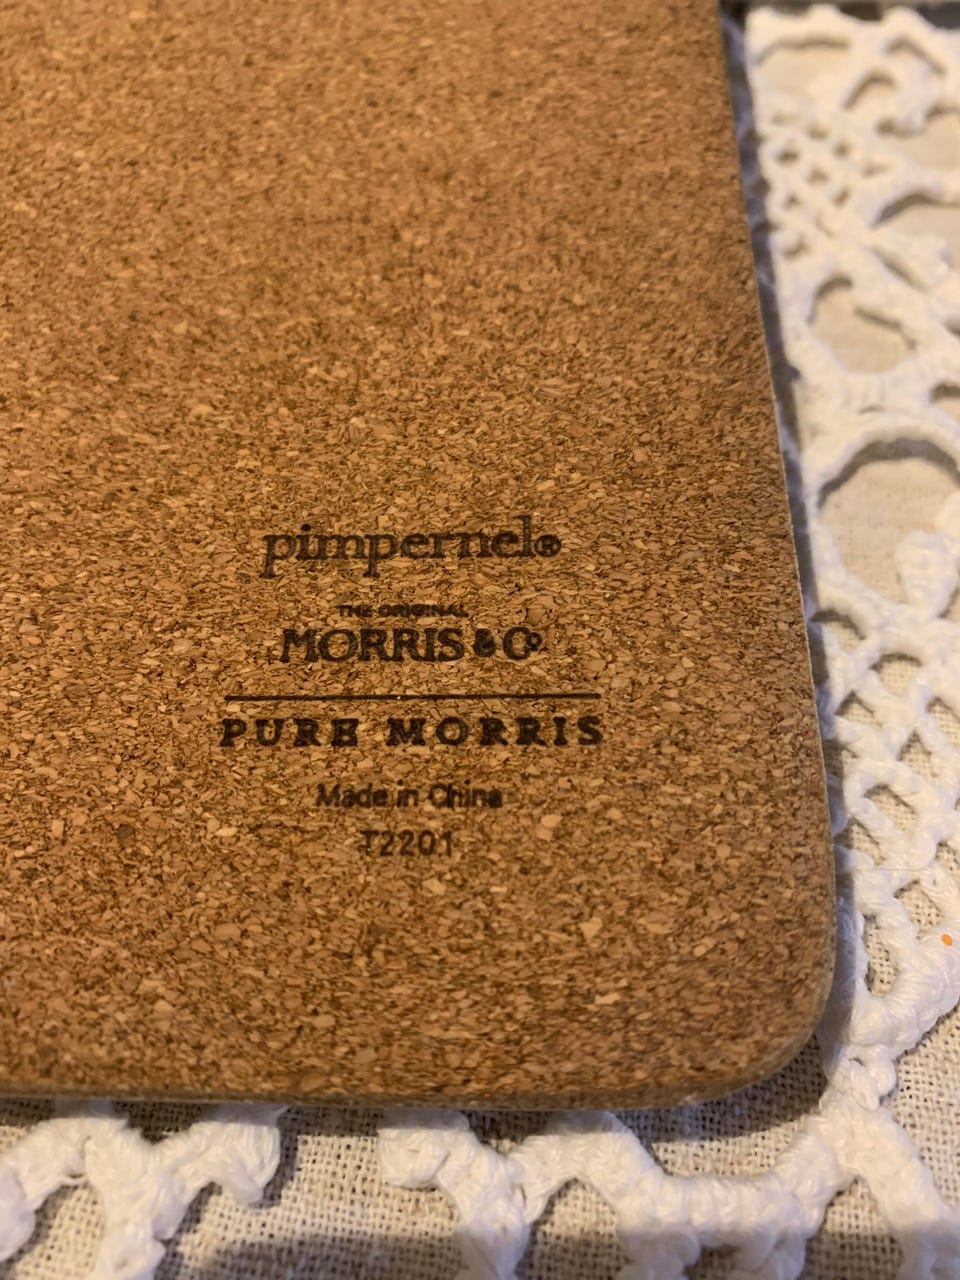 pimpernel®
THE ORIGINAL
MORRIS & Co
PURE MORRIS
Made in China
T2201